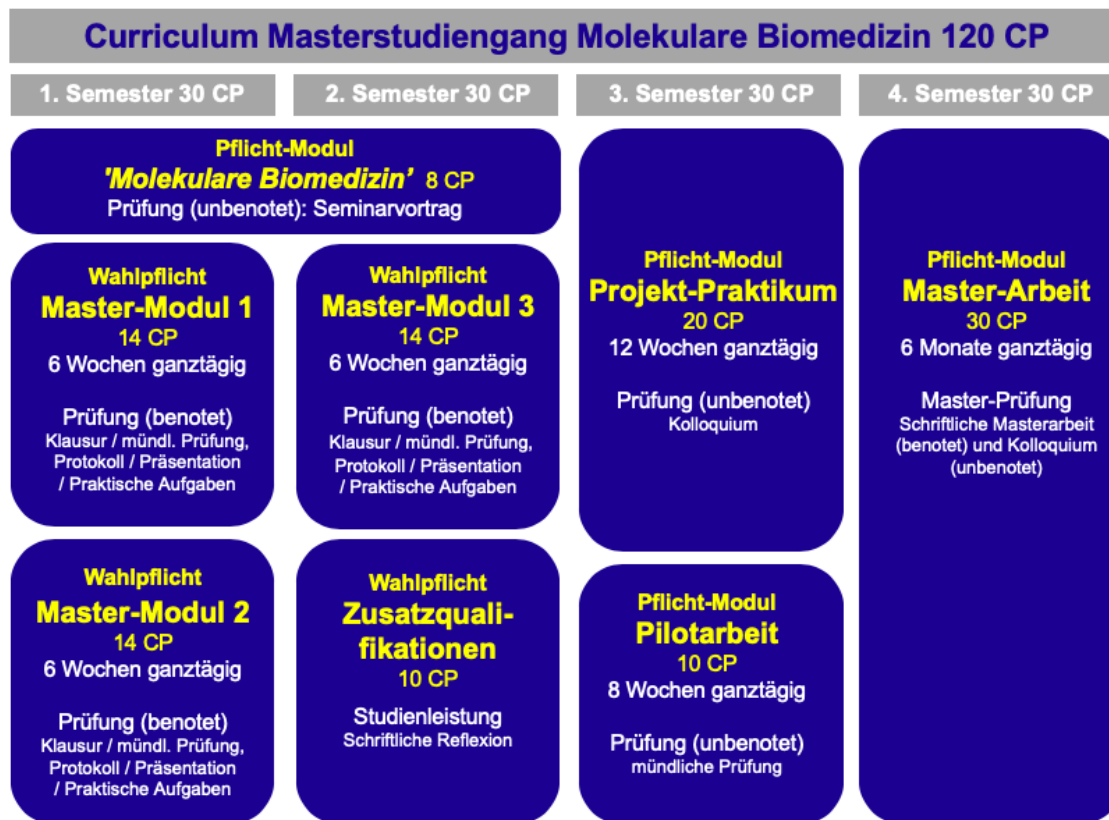 Curriculum Masterstudiengang Molekulare Biomedizin 120 CP
1. Semester 30 CP
2. Semester 30 CP
3. Semester 30 CP
4. Semester 30 CP
Pflicht-Modul
'Molekulare Biomedizin' 8 CP
Prüfung (unbenotet): Seminarvortrag
Wahlpflicht
Master-Modul 1
14 CP
6 Wochen ganztägig
Prüfung (benotet)
Klausur / mündl. Prüfung,
Protokoll / Präsentation
/ Praktische Aufgaben
Wahlpflicht
Master-Modul 3
14 CP
6 Wochen ganztägig
Prüfung (benotet)
Klausur / mündl. Prüfung,
Protokoll / Präsentation
/ Praktische Aufgaben
Pflicht-Modul
Projekt-Praktikum
20 CP
12 Wochen ganztägig
Prüfung (unbenotet)
Kolloquium
Pflicht-Modul
Master-Arbeit
30 CP
6 Monate ganztägig
Master-Prüfung
Schriftliche Masterarbeit
(benotet) und Kolloquium
(unbenotet)
Wahlpflicht
Master-Modul 2
14 CP
6 Wochen ganztägig
Prüfung (benotet)
Klausur / mündl. Prüfung,
Protokoll / Präsentation
/ Praktische Aufgaben
Wahlpflicht
Zusatzquali-
fikationen
10 CP
Studienleistung
Schriftliche Reflexion
Pflicht-Modul
Pilotarbeit
10 CP
8 Wochen ganztägig
Prüfung (unbenotet)
mündliche Prüfung